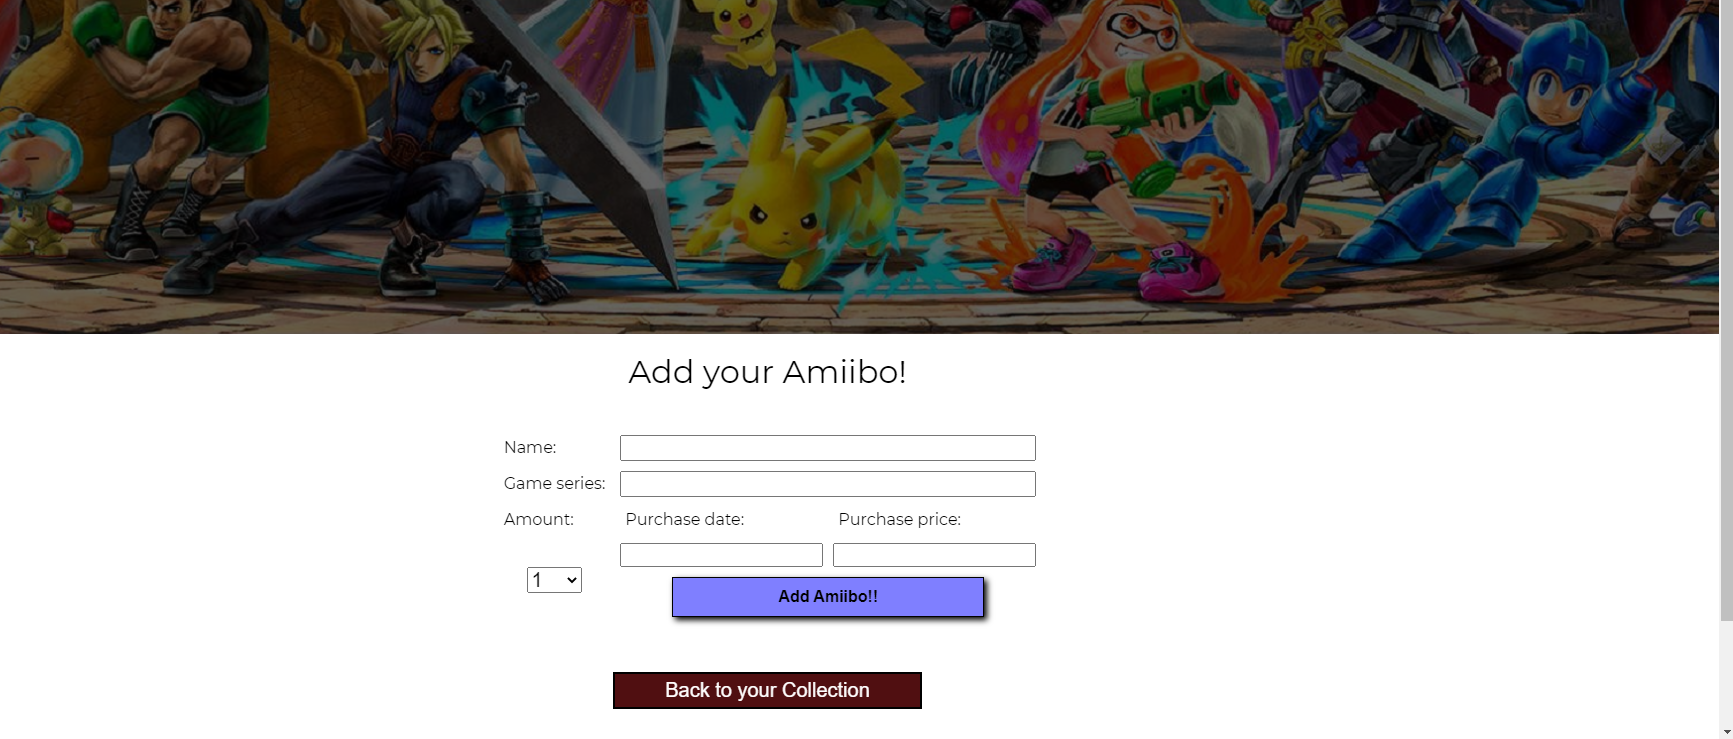 Add your Amiibo!
Name:
Game series:
Amount: Purchase date: Purchase price:
1
Add Amiibo!!
Back to your Collection